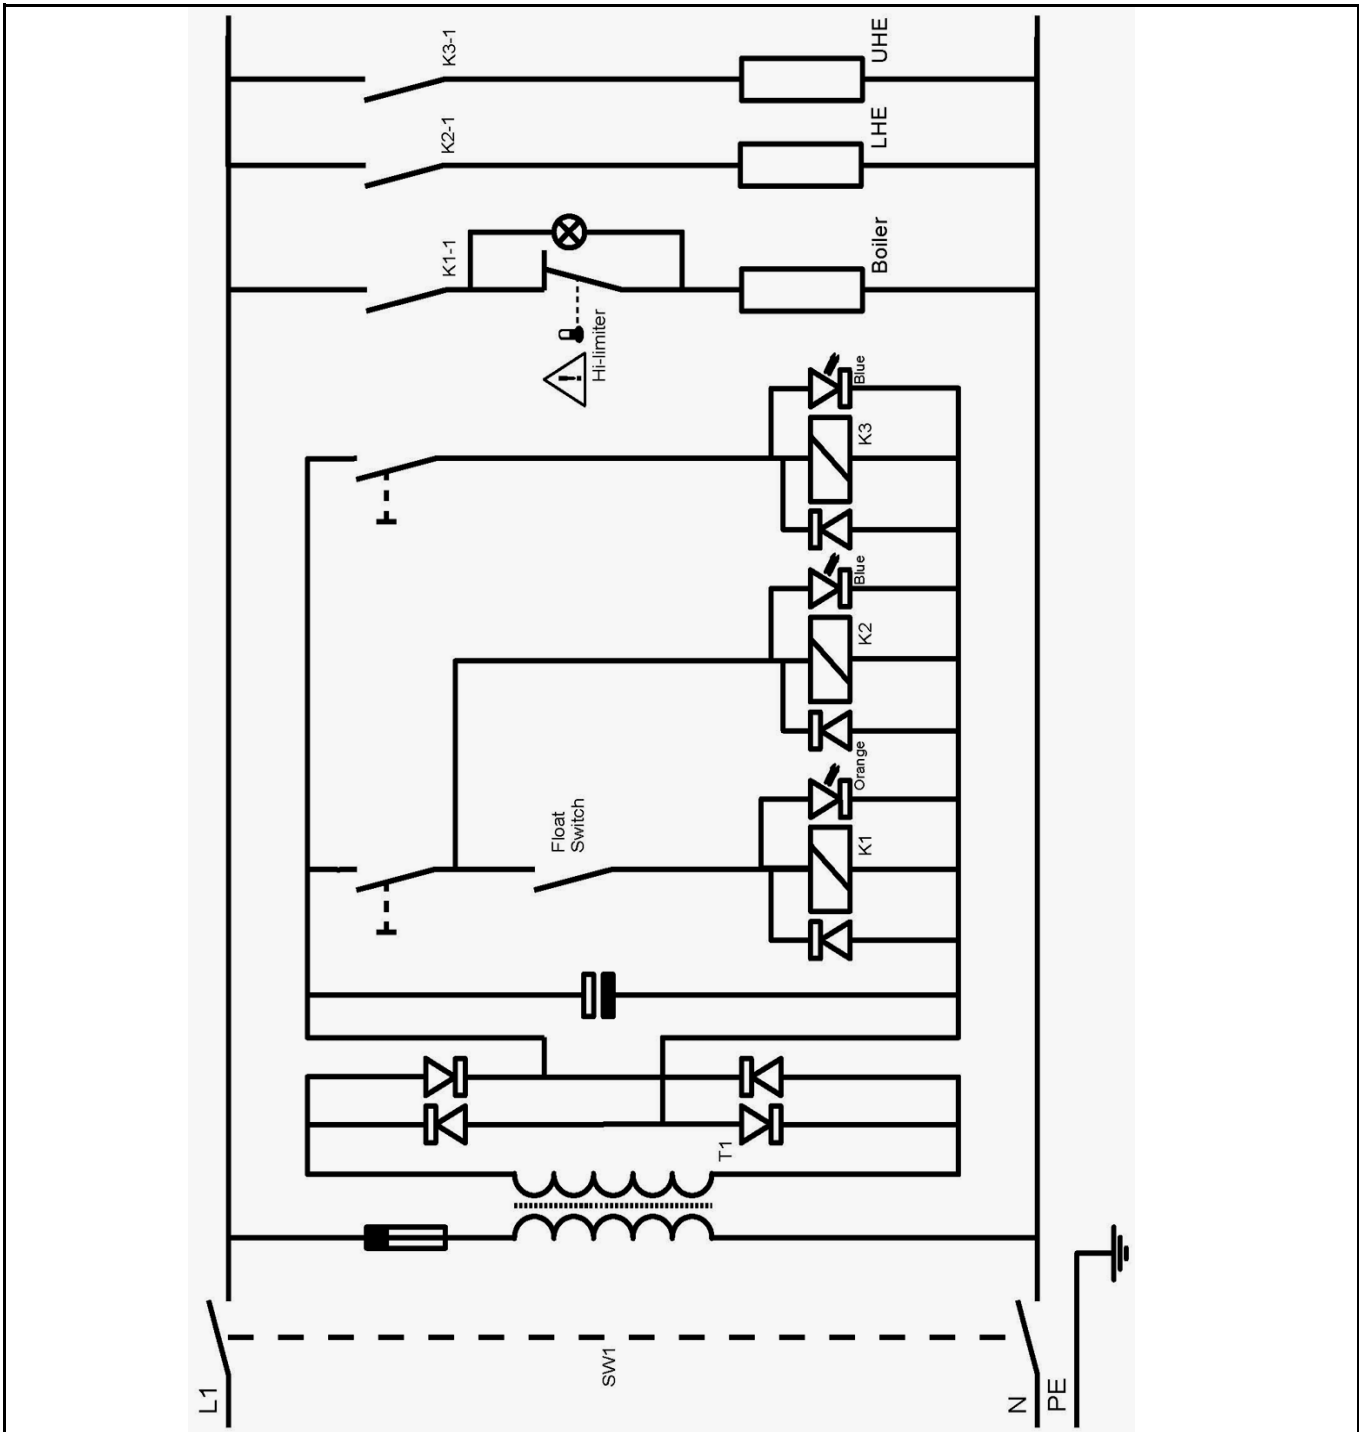 K3-1
UHE
K2-1
LHE
K1-1
Boiler
!
Hi-limiter
Blue
K3
Blue
K2
Orange
Float
Switch
K1
T1
SW1
L1
N
PE